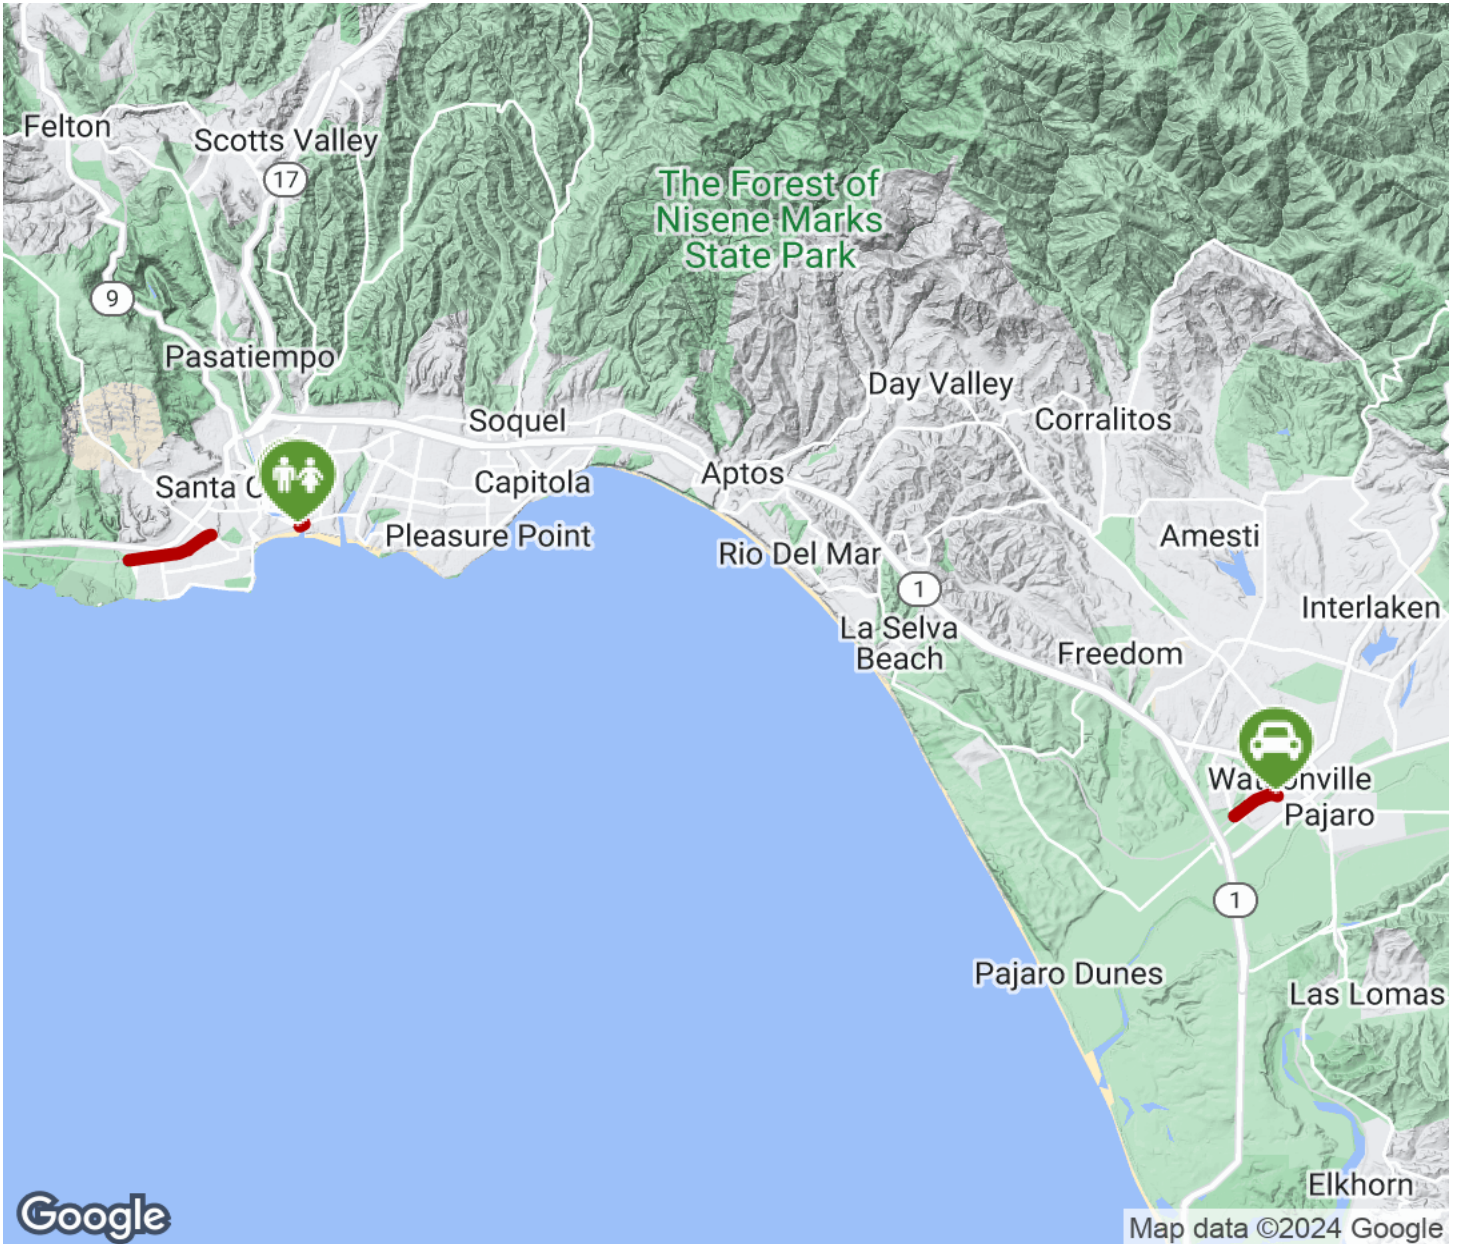 Felton
Scotts Valley
17
The Forest of
Nisene Marks
State Park
9
Pasatiempo
Day Valley
Soquel
Corralitos
Aptos
Capitola
Santa C
Pleasure Point
Amesti
Rio Del Mar
1
Interlaken
La Selva
Beach
Freedom
Pajaro
1
Pajaro Dunes
Las Lomas
Elkhorn
Google
Map data ©2024 Google